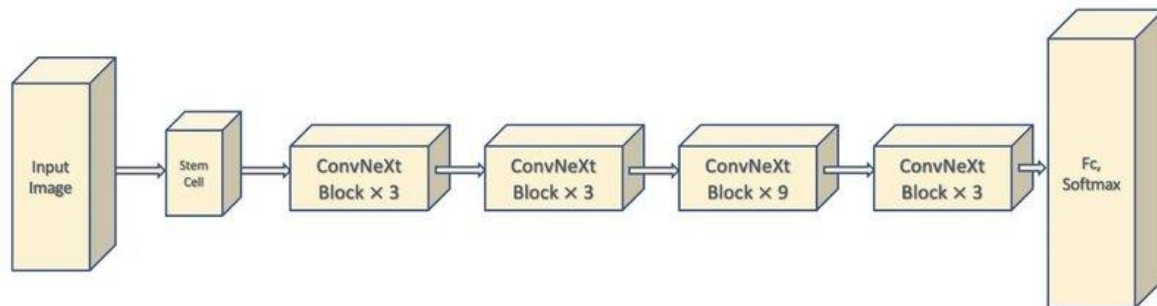 Input
Image
Stem
Cell
ConvNeXt
Block × 3
ConvNeXt
Block × 3
ConvNeXt
Block × 9
ConvNeXt
Block × 3
Fc,
Softmax